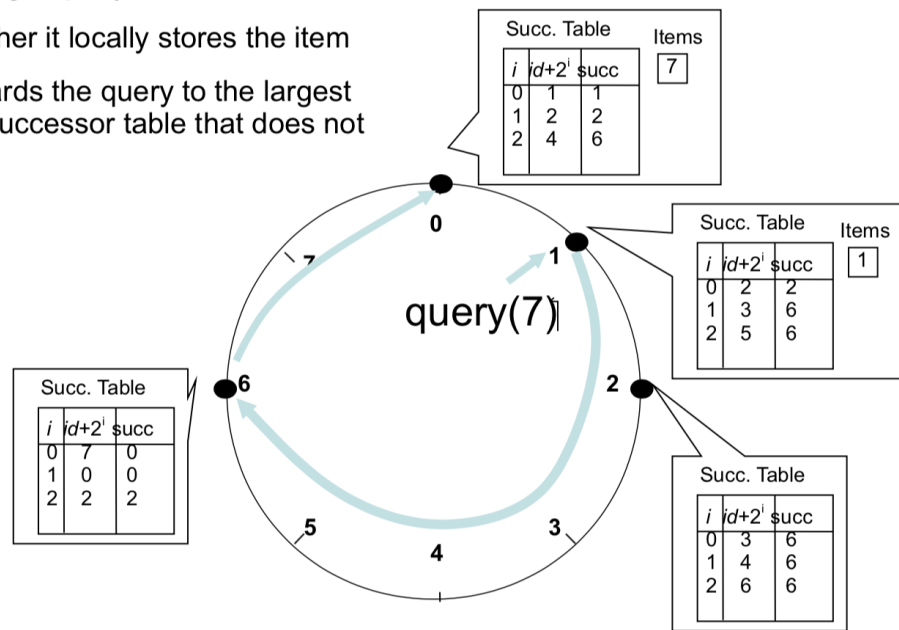 her it locally stores the item
rds the query to the largest
uccessor table that does not
Succ. Table
Items
i id+2^i succ
7
0 1 1
1 2 2
2 4 6
0
7
1
query(7)
Succ. Table
Items
i id+2^i succ
1
0 2 2
1 3 6
2 5 6
6
2
Succ. Table
i id+2^i succ
0 7 0
1 0 0
2 2 2
5
4
3
Succ. Table
i id+2^i succ
0 3 6
1 4 6
2 6 6